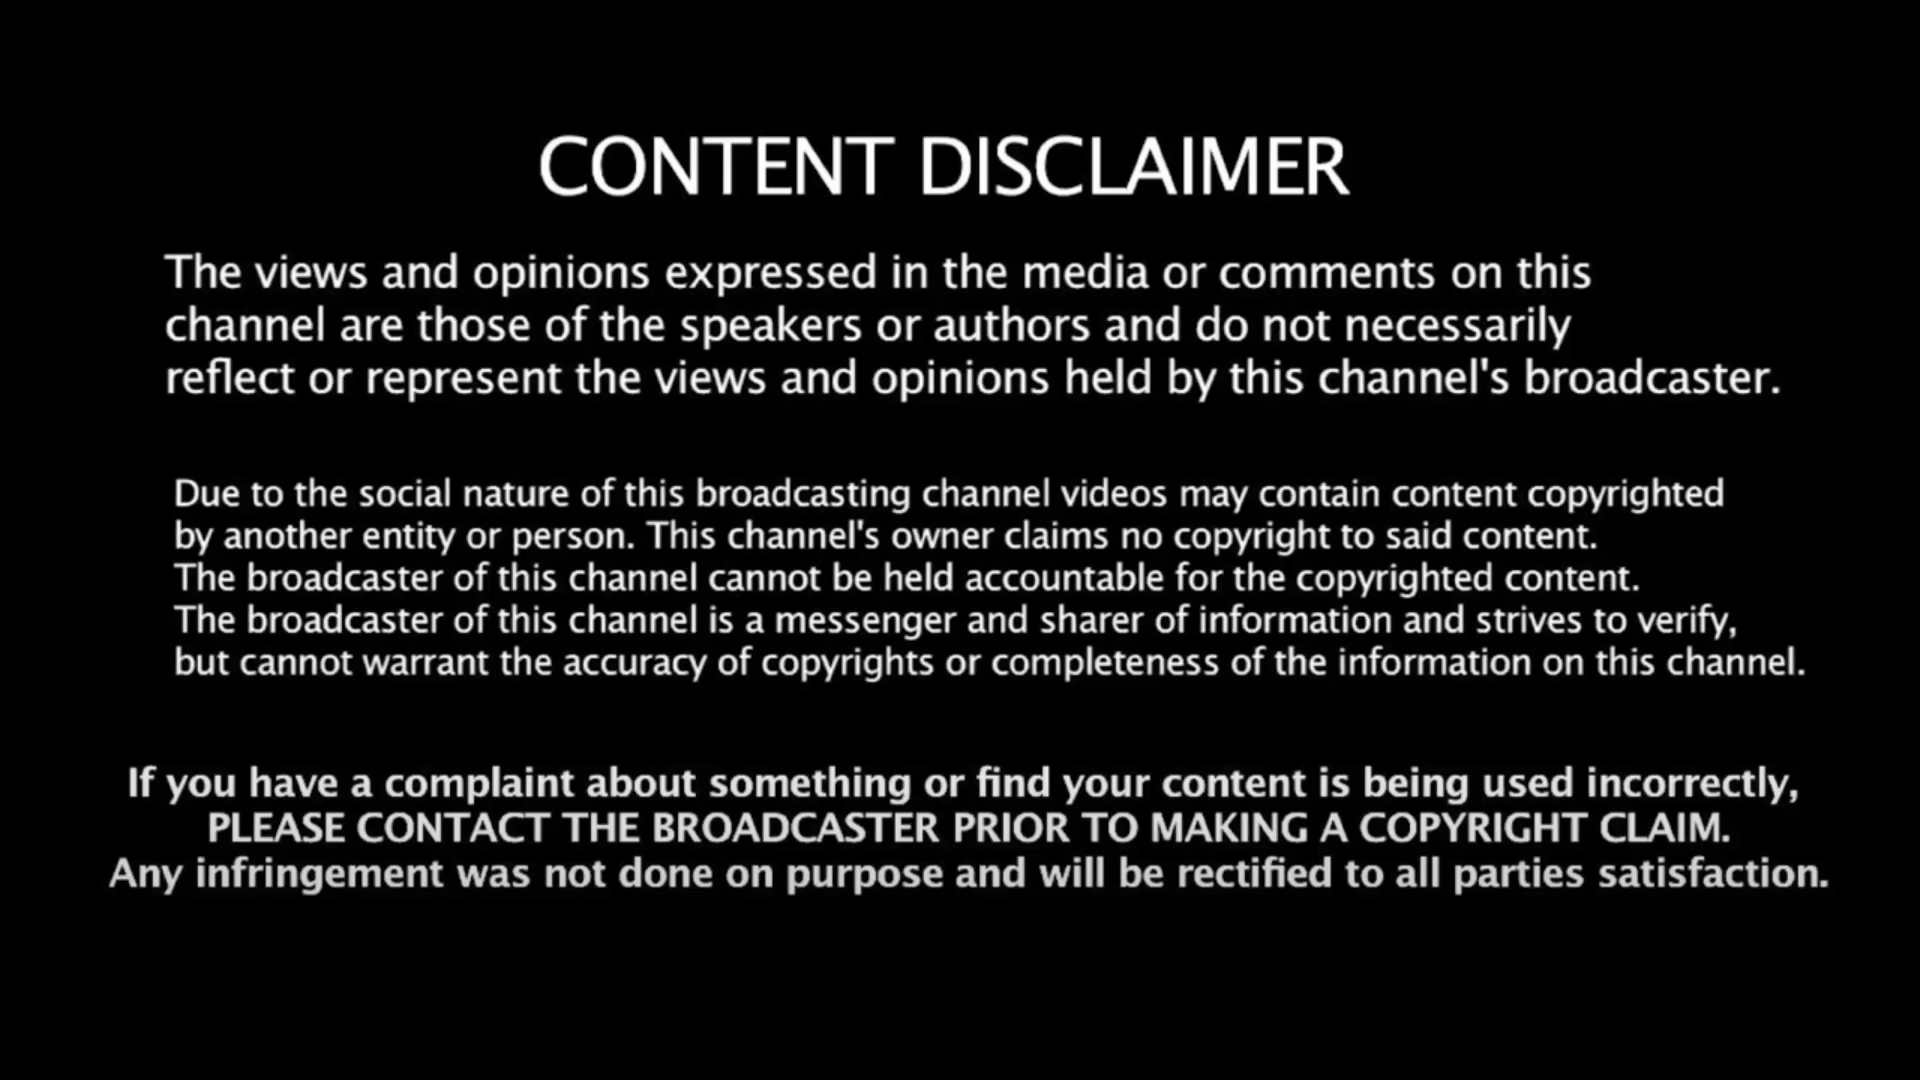 CONTENT DISCLAIMER
The views and opinions expressed in the media or comments on this
channel are those of the speakers or authors and do not necessarily
reflect or represent the views and opinions held by this channel's broadcaster.
Due to the social nature of this broadcasting channel videos may contain content copyrighted
by another entity or person. This channel's owner claims no copyright to said content.
The broadcaster of this channel cannot be held accountable for the copyrighted content.
The broadcaster of this channel is a messenger and sharer of information and strives to verify,
but cannot warrant the accuracy of copyrights or completeness of the information on this channel.
If you have a complaint about something or find your content is being used incorrectly,
PLEASE CONTACT THE BROADCASTER PRIOR TO MAKING A COPYRIGHT CLAIM.
Any infringement was not done on purpose and will be rectified to all parties satisfaction.